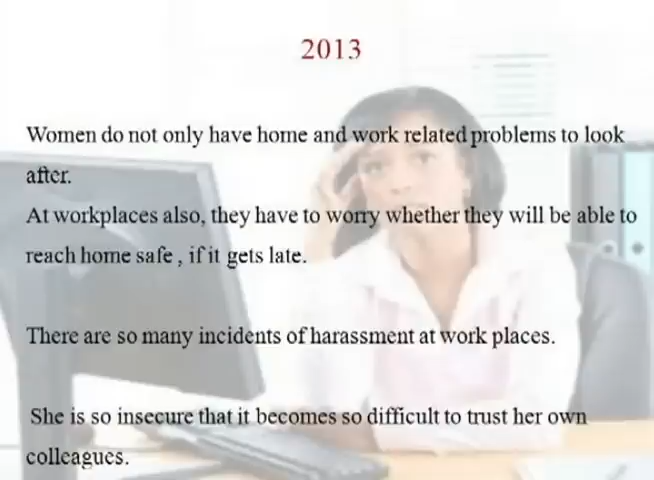 2013
Women do not only have home and work related problems to look
after.
At workplaces also, they have to worry whether they will be able to
reach home safe , if it gets late.
There are so many incidents of harassment at work places.
She is so insecure that it becomes so difficult to trust her own
colleagues.